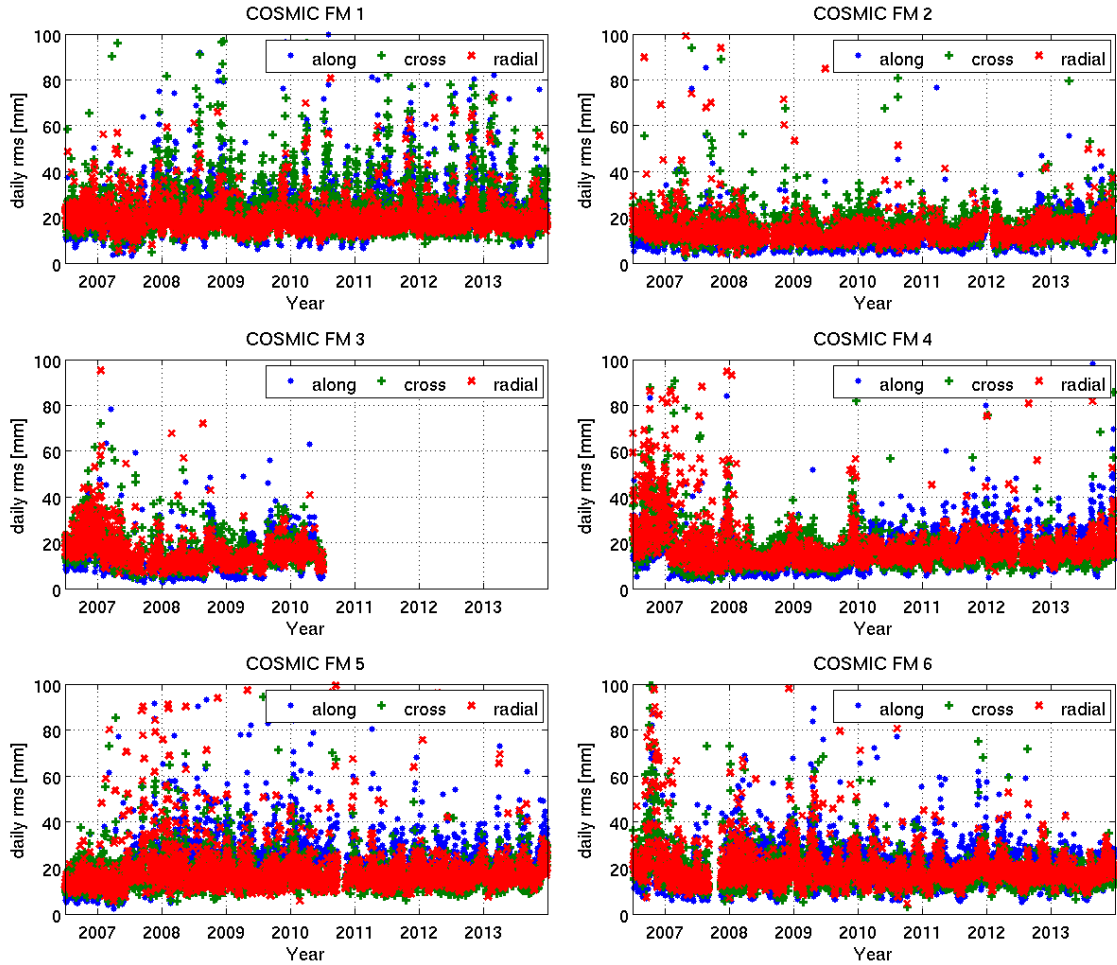 COSMIC FM 1
COSMIC FM 2
100
80
60
40
20
0
daily rms [mm]
along cross radial
2007 2008 2009 2010 2011 2012 2013
Year
100
80
60
40
20
0
daily rms [mm]
along cross radial
2007 2008 2009 2010 2011 2012 2013
Year
COSMIC FM 3
COSMIC FM 4
100
80
60
40
20
0
daily rms [mm]
along cross radial
2007 2008 2009 2010 2011 2012 2013
Year
100
80
60
40
20
0
daily rms [mm]
along cross radial
2007 2008 2009 2010 2011 2012 2013
Year
COSMIC FM 5
COSMIC FM 6
100
80
60
40
20
0
daily rms [mm]
along cross radial
2007 2008 2009 2010 2011 2012 2013
Year
100
80
60
40
20
0
daily rms [mm]
along cross radial
2007 2008 2009 2010 2011 2012 2013
Year